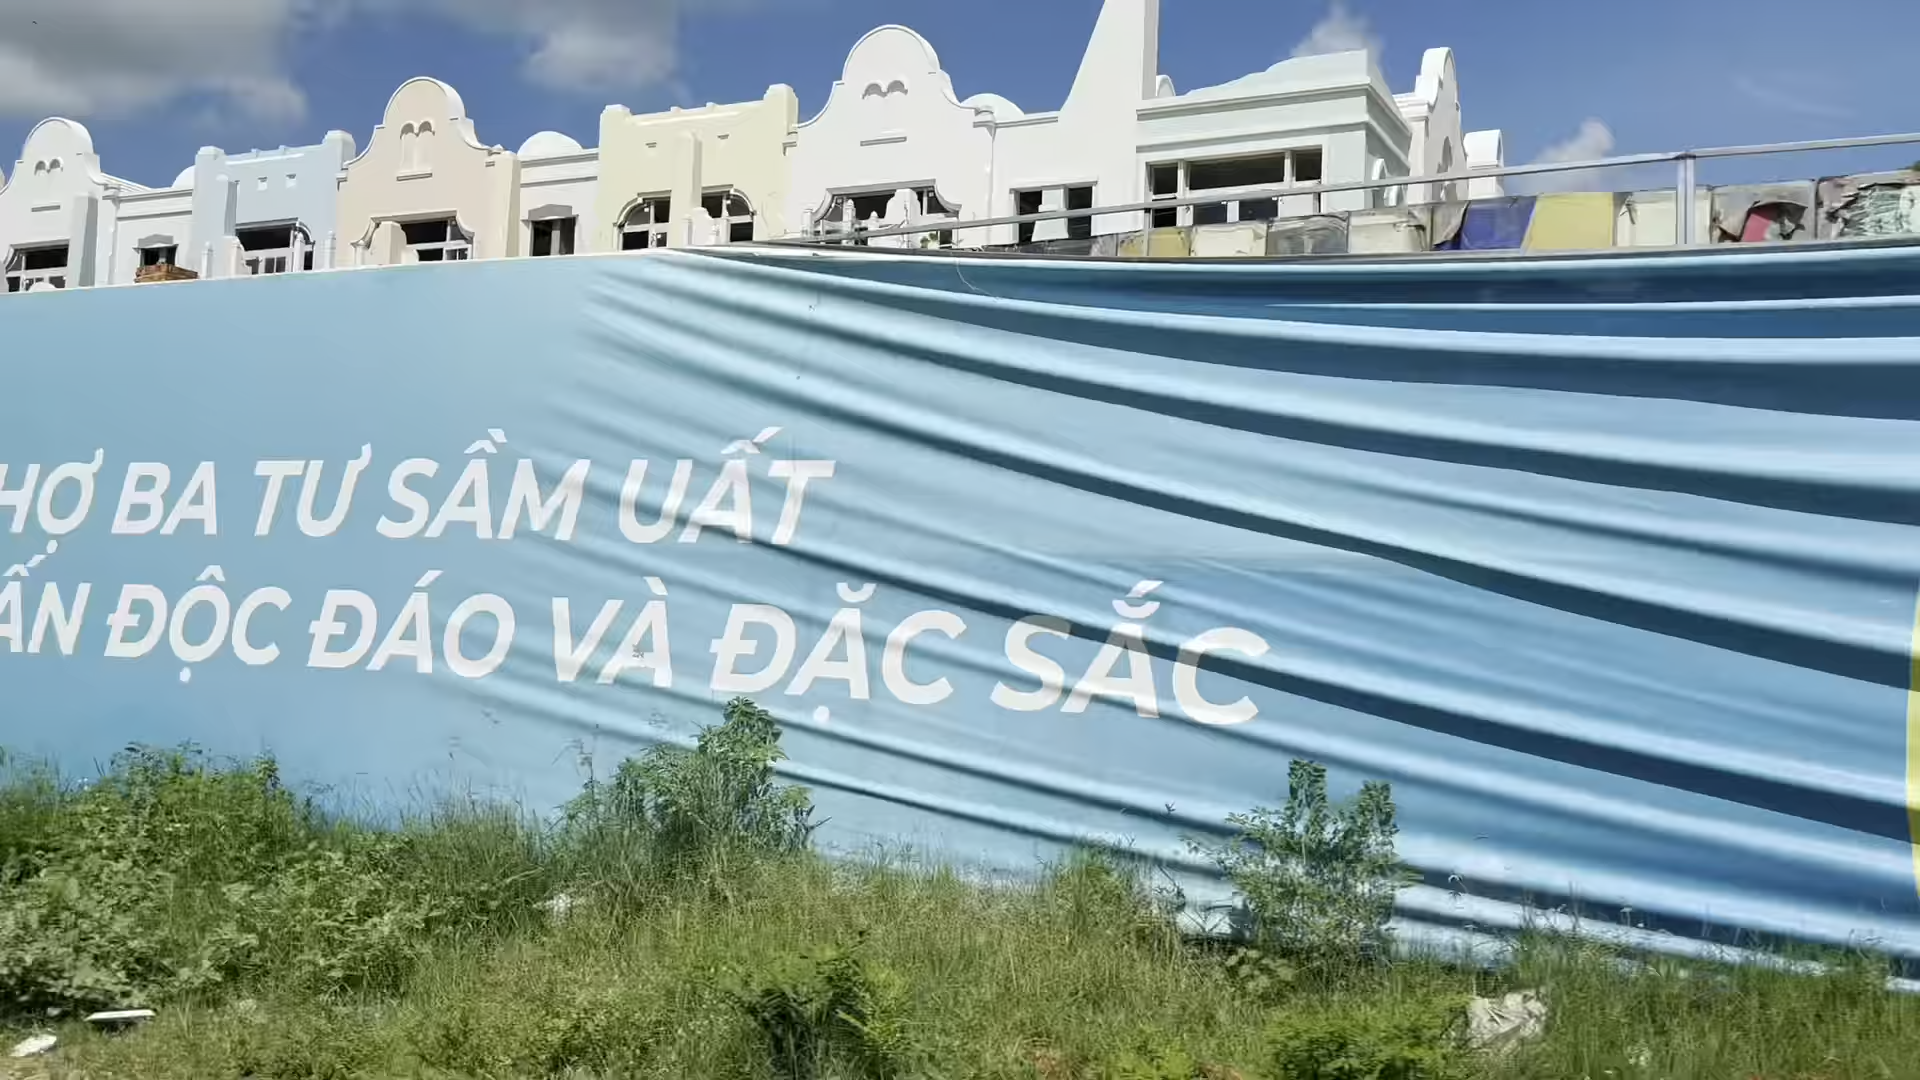 HỢ BA TƯ SẦM UẤT
ẤN ĐỘC ĐÁO VÀ ĐẶC SẮC